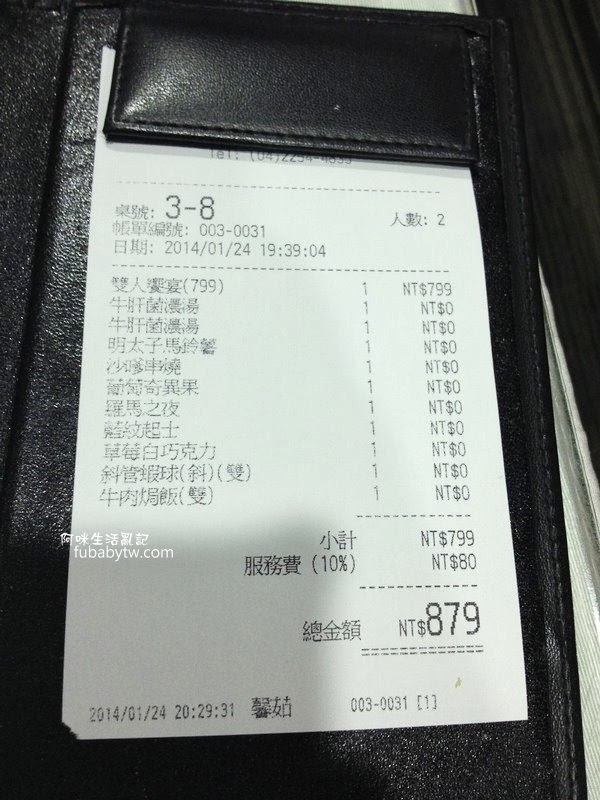 Tel: (04)2254-4835
桌號: 3-8 人數: 2
帳單編號: 003-0031
日期: 2014/01/24 19:39:04
雙人饗宴(799) 1 NT$799
牛肝菌濃湯 1 NT$0
牛肝菌濃湯 1 NT$0
明太子馬鈴薯 1 NT$0
沙嗲串燒 1 NT$0
葡萄奇異果 1 NT$0
羅馬之夜 1 NT$0
藍紋起士 1 NT$0
草莓白巧克力 1 NT$0
斜管蝦球(斜)(雙) 1 NT$0
牛肉焗飯(雙) 1 NT$0
小計 NT$799
服務費 (10%) NT$80
總金額 NT$879
2014/01/24 20:29:31 馨茹 003-0031 [1]
阿咪生活亂記
fubabytw.com